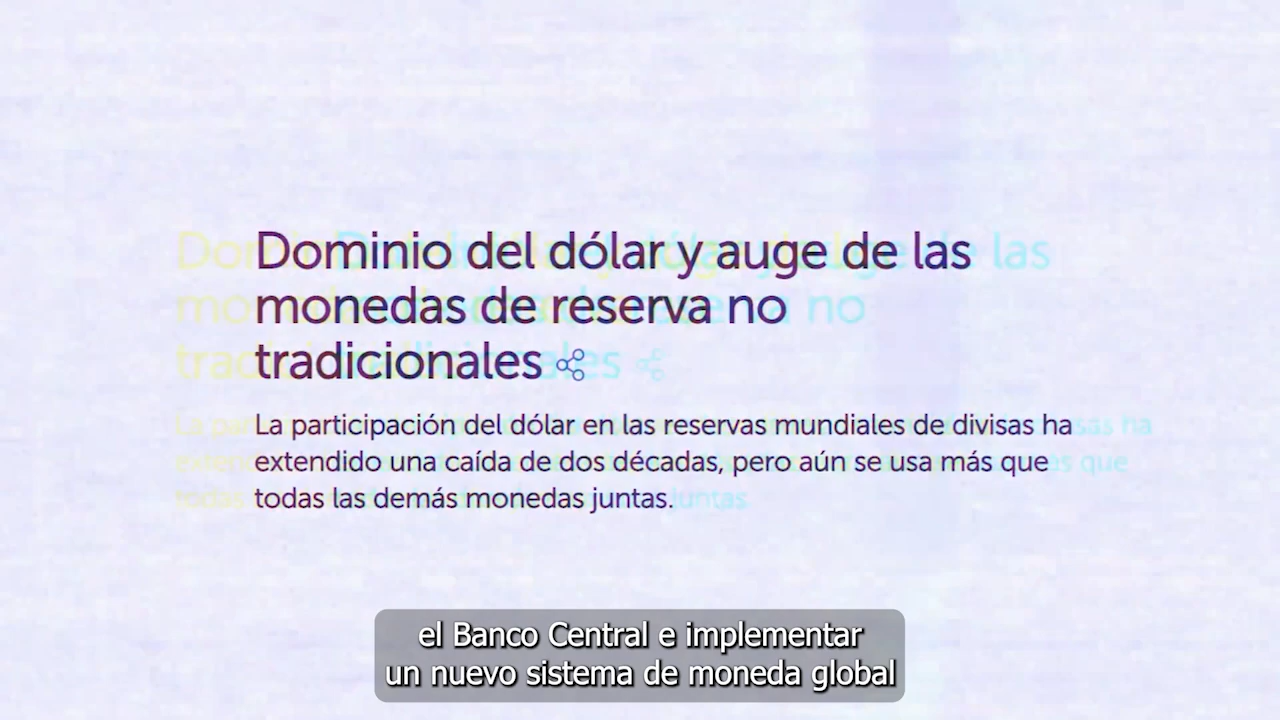 Dominio del dólar y auge de las
monedas de reserva no
tradicionales
La participación del dólar en las reservas mundiales de divisas ha
extendido una caída de dos décadas, pero aún se usa más que
todas las demás monedas juntas.
el Banco Central e implementar
un nuevo sistema de moneda global